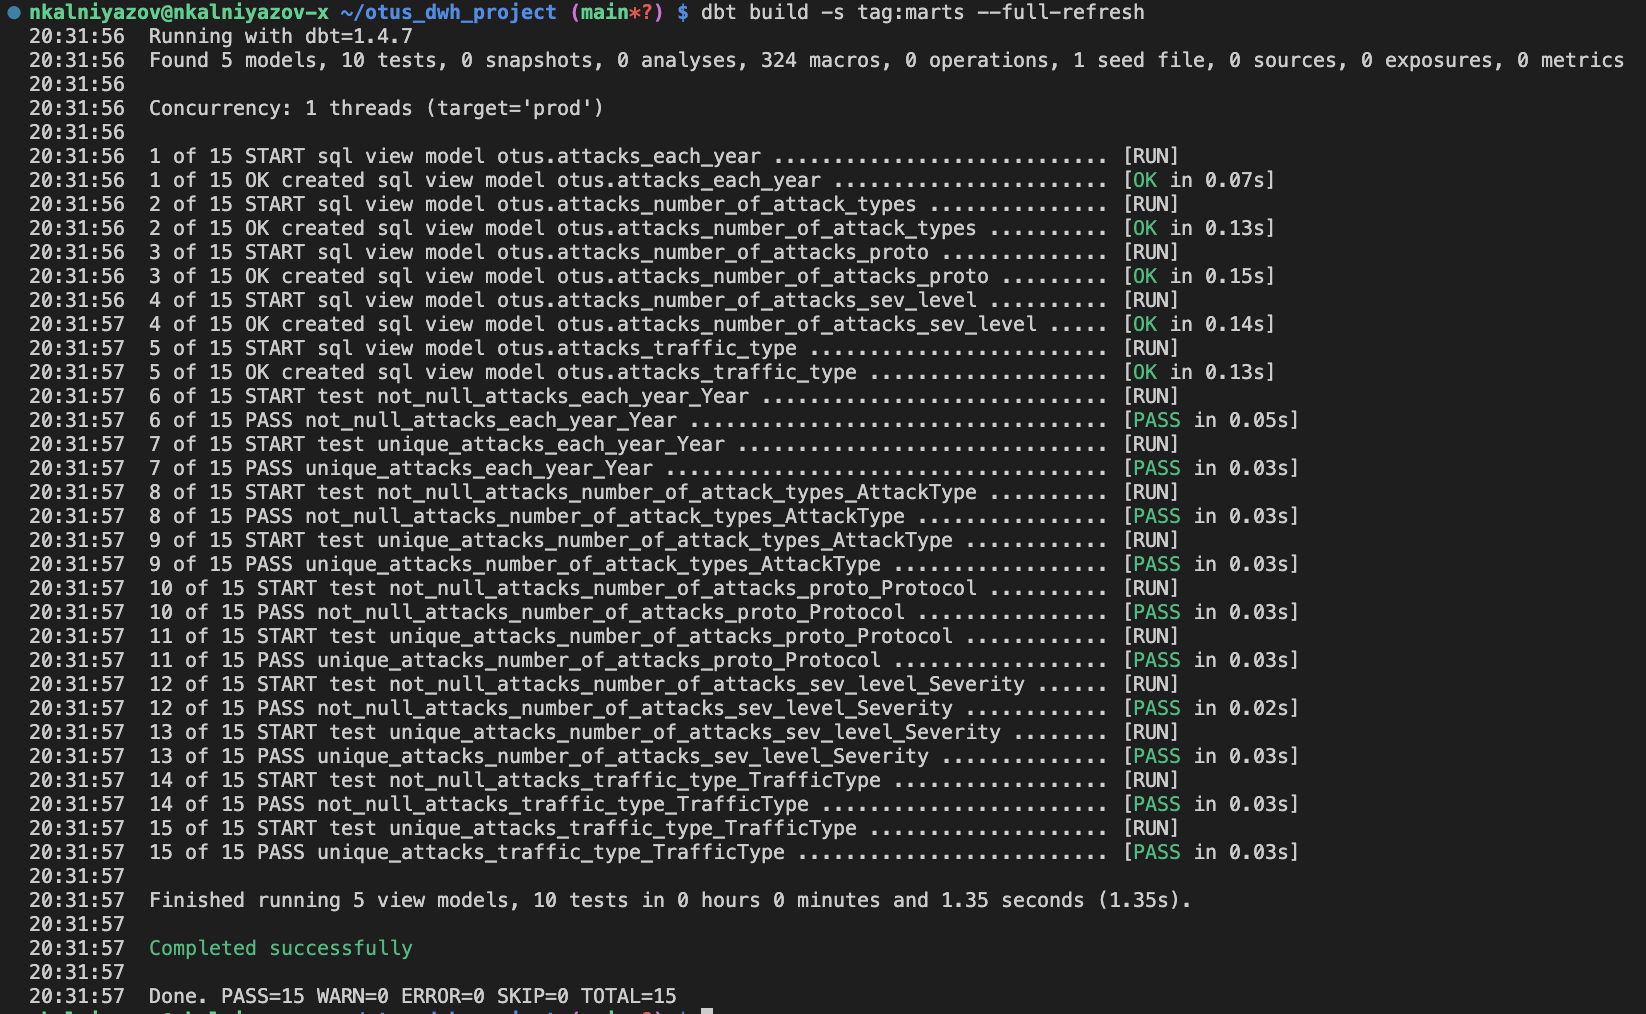 nkalniyazov@nkalniyazov-x ~/otus_dwh_project (main*?) $ dbt build -s tag:marts --full-refresh
20:31:56  Running with dbt=1.4.7
20:31:56  Found 5 models, 10 tests, 0 snapshots, 0 analyses, 324 macros, 0 operations, 1 seed file, 0 sources, 0 exposures, 0 metrics
20:31:56
20:31:56  Concurrency: 1 threads (target='prod')
20:31:56
20:31:56  1 of 15 START sql view model otus.attacks_each_year ............................ [RUN]
20:31:56  1 of 15 OK created sql view model otus.attacks_each_year ....................... [OK in 0.07s]
20:31:56  2 of 15 START sql view model otus.attacks_number_of_attack_types ............... [RUN]
20:31:56  2 of 15 OK created sql view model otus.attacks_number_of_attack_types .......... [OK in 0.13s]
20:31:56  3 of 15 START sql view model otus.attacks_number_of_attacks_proto .............. [RUN]
20:31:56  3 of 15 OK created sql view model otus.attacks_number_of_attacks_proto ......... [OK in 0.15s]
20:31:56  4 of 15 START sql view model otus.attacks_number_of_attacks_sev_level .......... [RUN]
20:31:57  4 of 15 OK created sql view model otus.attacks_number_of_attacks_sev_level ..... [OK in 0.14s]
20:31:57  5 of 15 START sql view model otus.attacks_traffic_type ......................... [RUN]
20:31:57  5 of 15 OK created sql view model otus.attacks_traffic_type .................... [OK in 0.13s]
20:31:57  6 of 15 START test not_null_attacks_each_year_Year ............................. [RUN]
20:31:57  6 of 15 PASS not_null_attacks_each_year_Year ................................... [PASS in 0.05s]
20:31:57  7 of 15 START test unique_attacks_each_year_Year ............................... [RUN]
20:31:57  7 of 15 PASS unique_attacks_each_year_Year ..................................... [PASS in 0.03s]
20:31:57  8 of 15 START test not_null_attacks_number_of_attack_types_AttackType .......... [RUN]
20:31:57  8 of 15 PASS not_null_attacks_number_of_attack_types_AttackType ................ [PASS in 0.03s]
20:31:57  9 of 15 START test unique_attacks_number_of_attack_types_AttackType ............ [RUN]
20:31:57  9 of 15 PASS unique_attacks_number_of_attack_types_AttackType .................. [PASS in 0.03s]
20:31:57  10 of 15 START test not_null_attacks_number_of_attacks_proto_Protocol .......... [RUN]
20:31:57  10 of 15 PASS not_null_attacks_number_of_attacks_proto_Protocol ................ [PASS in 0.03s]
20:31:57  11 of 15 START test unique_attacks_number_of_attacks_proto_Protocol ............ [RUN]
20:31:57  11 of 15 PASS unique_attacks_number_of_attacks_proto_Protocol .................. [PASS in 0.03s]
20:31:57  12 of 15 START test not_null_attacks_number_of_attacks_sev_level_Severity ...... [RUN]
20:31:57  12 of 15 PASS not_null_attacks_number_of_attacks_sev_level_Severity ............ [PASS in 0.02s]
20:31:57  13 of 15 START test unique_attacks_number_of_attacks_sev_level_Severity ........ [RUN]
20:31:57  13 of 15 PASS unique_attacks_number_of_attacks_sev_level_Severity .............. [PASS in 0.03s]
20:31:57  14 of 15 START test not_null_attacks_traffic_type_TrafficType .................. [RUN]
20:31:57  14 of 15 PASS not_null_attacks_traffic_type_TrafficType ........................ [PASS in 0.03s]
20:31:57  15 of 15 START test unique_attacks_traffic_type_TrafficType .................... [RUN]
20:31:57  15 of 15 PASS unique_attacks_traffic_type_TrafficType .......................... [PASS in 0.03s]
20:31:57
20:31:57  Finished running 5 view models, 10 tests in 0 hours 0 minutes and 1.35 seconds (1.35s).
20:31:57
20:31:57  Completed successfully
20:31:57
20:31:57  Done. PASS=15 WARN=0 ERROR=0 SKIP=0 TOTAL=15